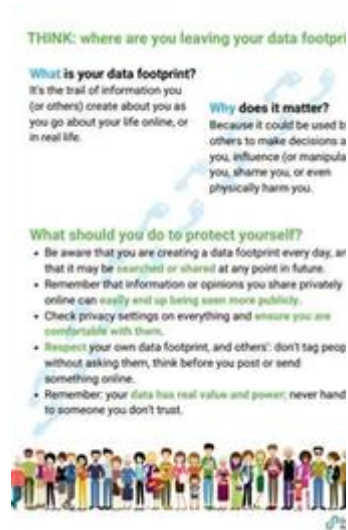 THINK: where are you leaving your data footpri
What is your data footprint?
It's the trail of information you
(or others) create about you as
you go about your life online, or
in real life.
Why does it matter?
Because it could be used b
others to make decisions a
you, influence (or manipula
you, shame you, or even
physically harm you.
What should you do to protect yourself?
• Be aware that you are creating a data footprint every day, an
that it may be searched or shared at any point in future.
• Remember that information or opinions you share privately
online can easily end up being seen more publicly.
• Check privacy settings on everything and ensure you are
comfortable with them.
• Respect your own data footprint, and others': don't tag peop
without asking them, think before you post or send
something online.
• Remember: your data has real value and power; never hand
to someone you don't trust.